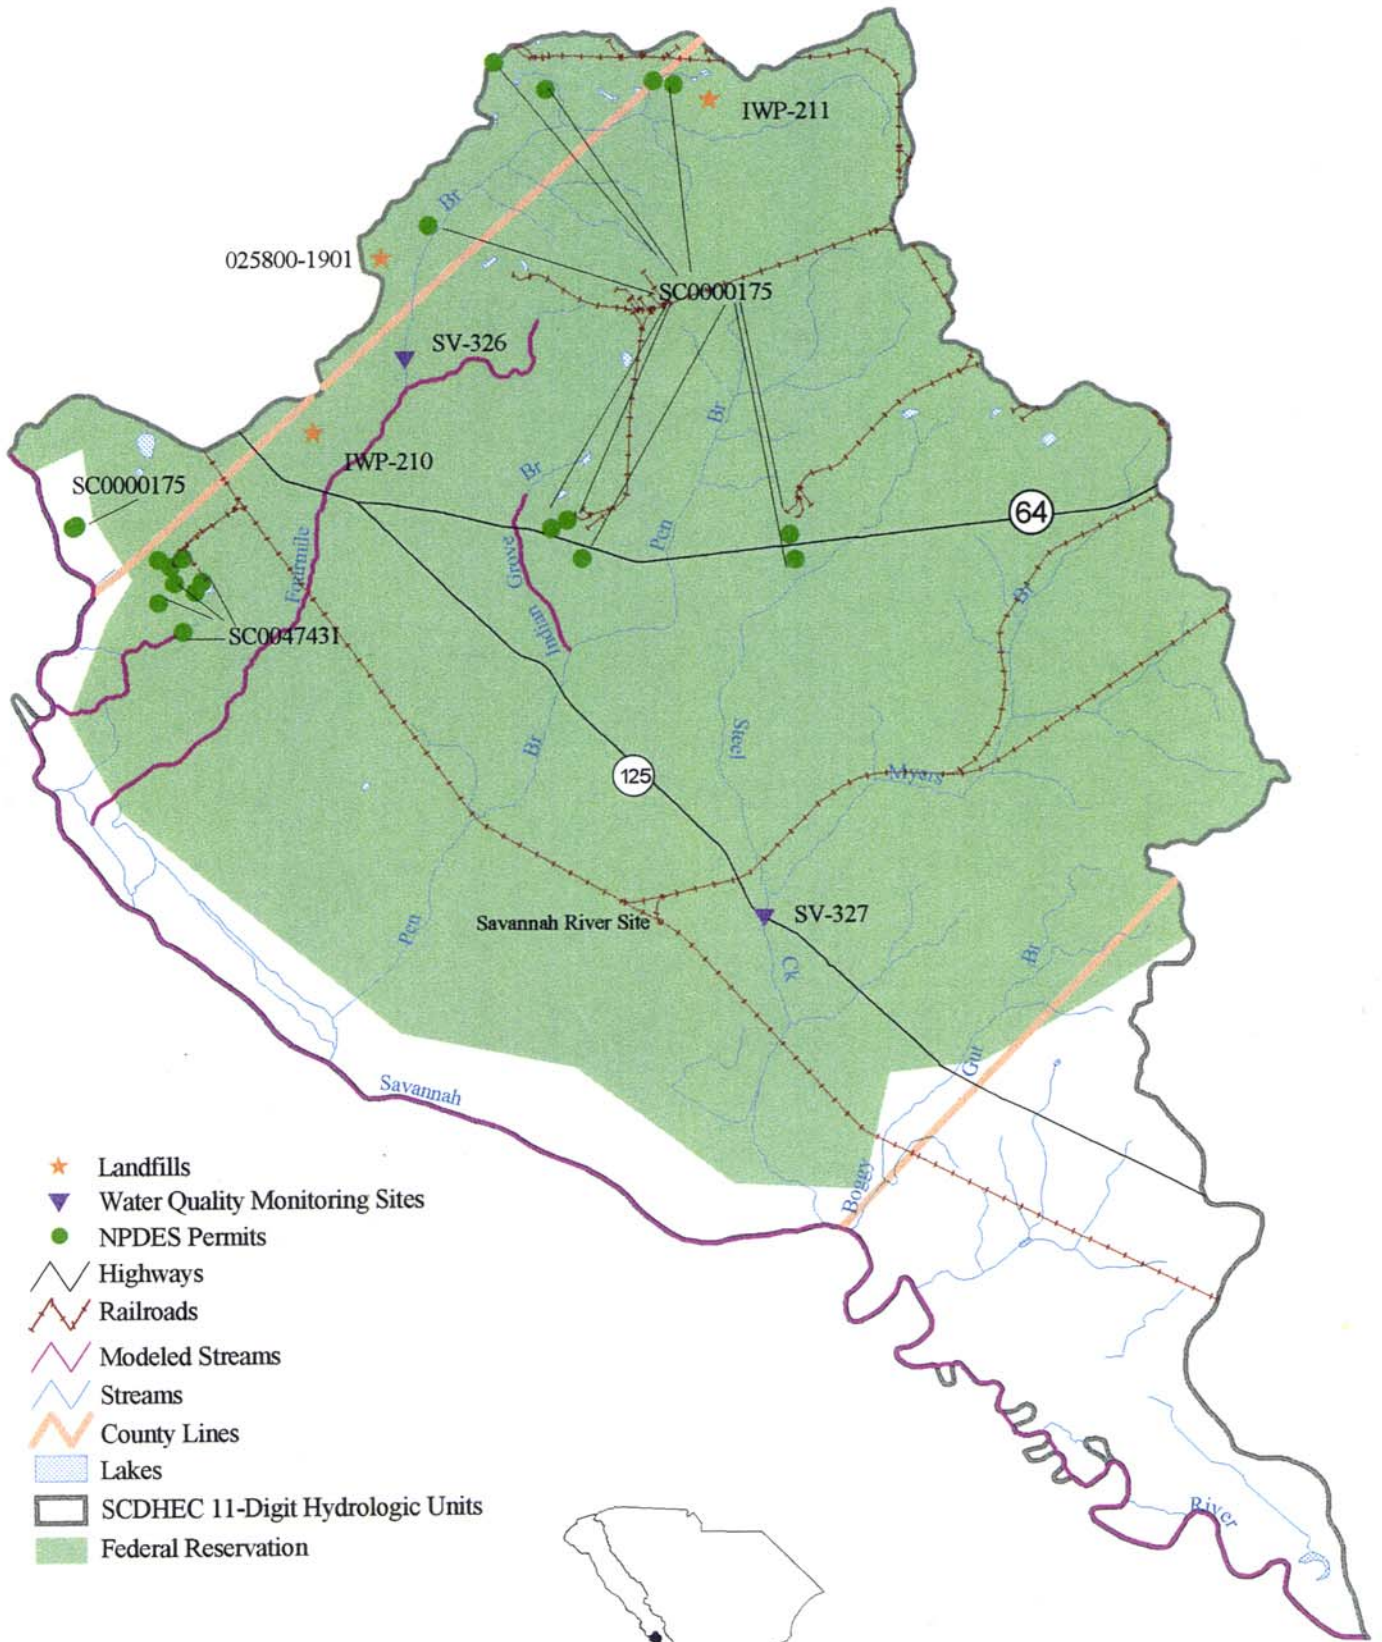 IWP-211
Br
025800-1901
SC0000175
SV-326
Br
IWP-210
Br
SC0000175
64
Pen
Grove
Fourmile
Br
Indian
SC0047431
Steel
Br
125
Myers
SV-327
Savannah River Site
Pen
Br
Ck
Gut
Savannah
Boggy
Landfills
Water Quality Monitoring Sites
NPDES Permits
Highways
Railroads
Modeled Streams
Streams
County Lines
Lakes
SCDHEC 11-Digit Hydrologic Units
River
Federal Reservation